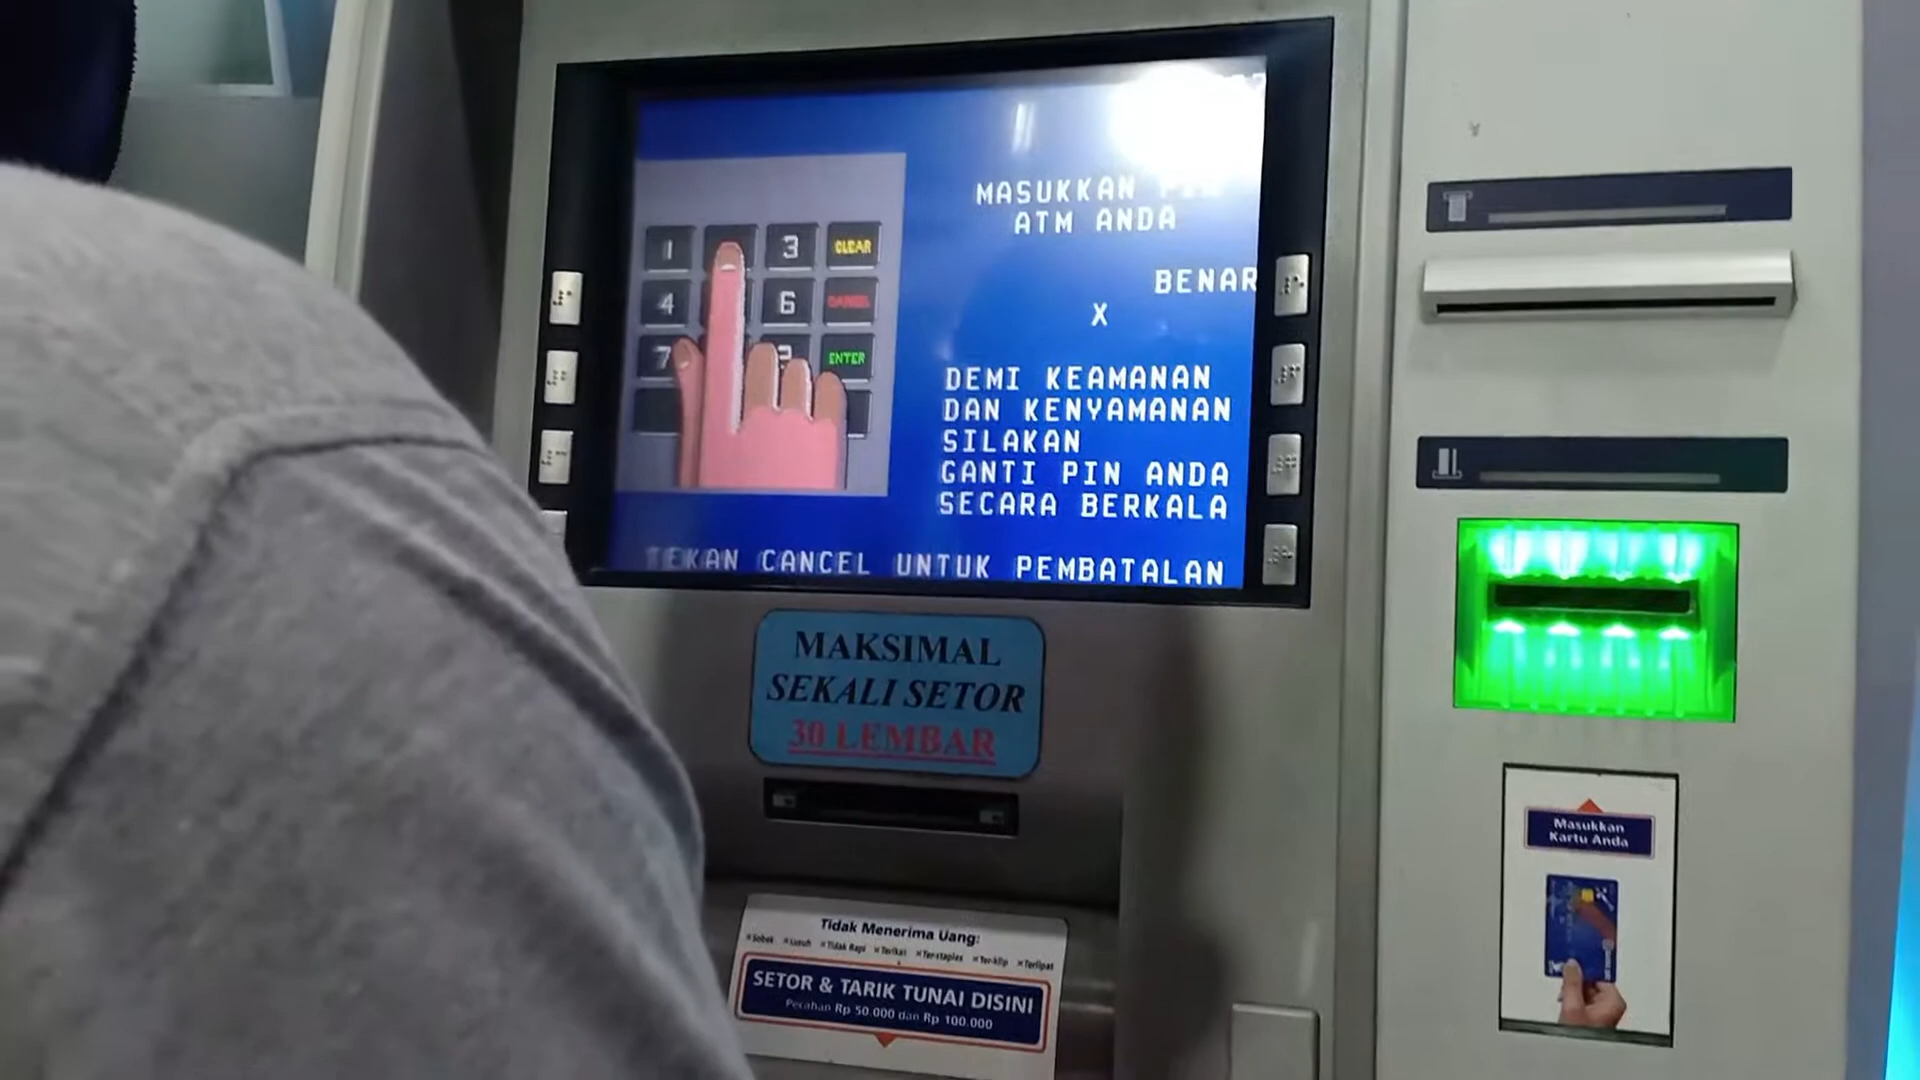 MASUKKAN PIN
ATM ANDA
BENAR
X
DEMI KEAMANAN
DAN KENYAMANAN
SILAKAN
GANTI PIN ANDA
SECARA BERKALA
TEKAN CANCEL UNTUK PEMBATALAN
1
3
CLEAR
4
6
CANCEL
7
ENTER
MAKSIMAL
SEKALI SETOR
30 LEMBAR
Tidak Menerima Uang:
×Sobek ×Lusuh ×Tidak Rapi ×Terikat ×Ter-staples ×Ter-klip ×Terlipat
SETOR & TARIK TUNAI DISINI
Pecahan Rp 50.000 dan Rp 100.000
Masukkan
Kartu Anda